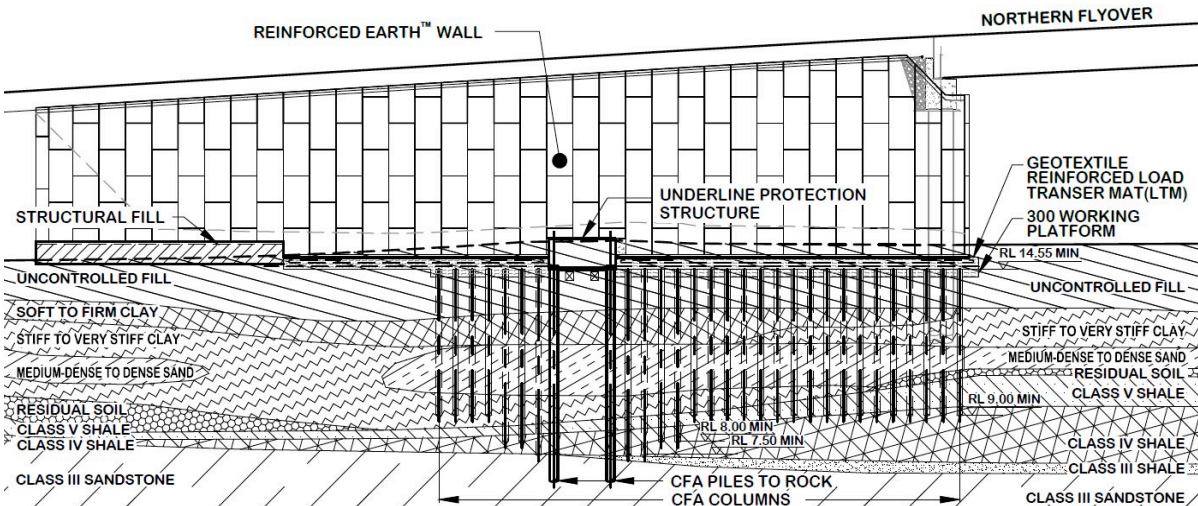 NORTHERN FLYOVER
REINFORCED EARTH™ WALL
GEOTEXTILE
REINFORCED LOAD
TRANSER MAT(LTM)
300 WORKING
PLATFORM
UNDERLINE PROTECTION
STRUCTURE
STRUCTURAL FILL
RL 14.55 MIN
UNCONTROLLED FILL
UNCONTROLLED FILL
SOFT TO FIRM CLAY
STIFF TO VERY STIFF CLAY
STIFF TO VERY STIFF CLAY
MEDIUM-DENSE TO DENSE SAND
MEDIUM-DENSE TO DENSE SAND
RESIDUAL SOIL
CLASS V SHALE
RL 9.00 MIN
RESIDUAL SOIL
CLASS V SHALE
CLASS IV SHALE
RL 8.00 MIN
RL 7.50 MIN
CLASS IV SHALE
CLASS III SHALE
CLASS III SANDSTONE
CFA PILES TO ROCK
CFA COLUMNS
CLASS III SANDSTONE